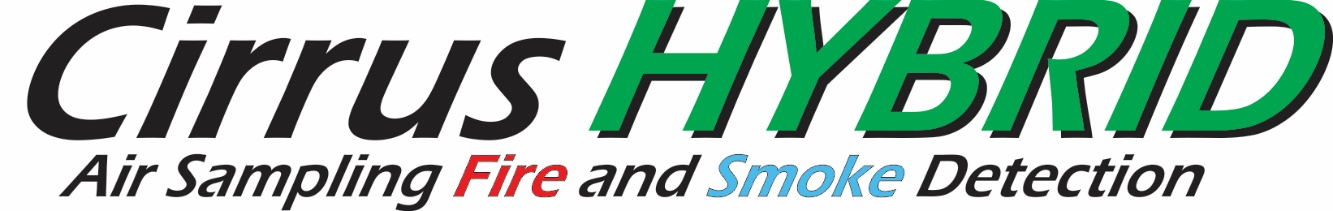 Cirrus HYBRID
Air Sampling Fire and Smoke Detection